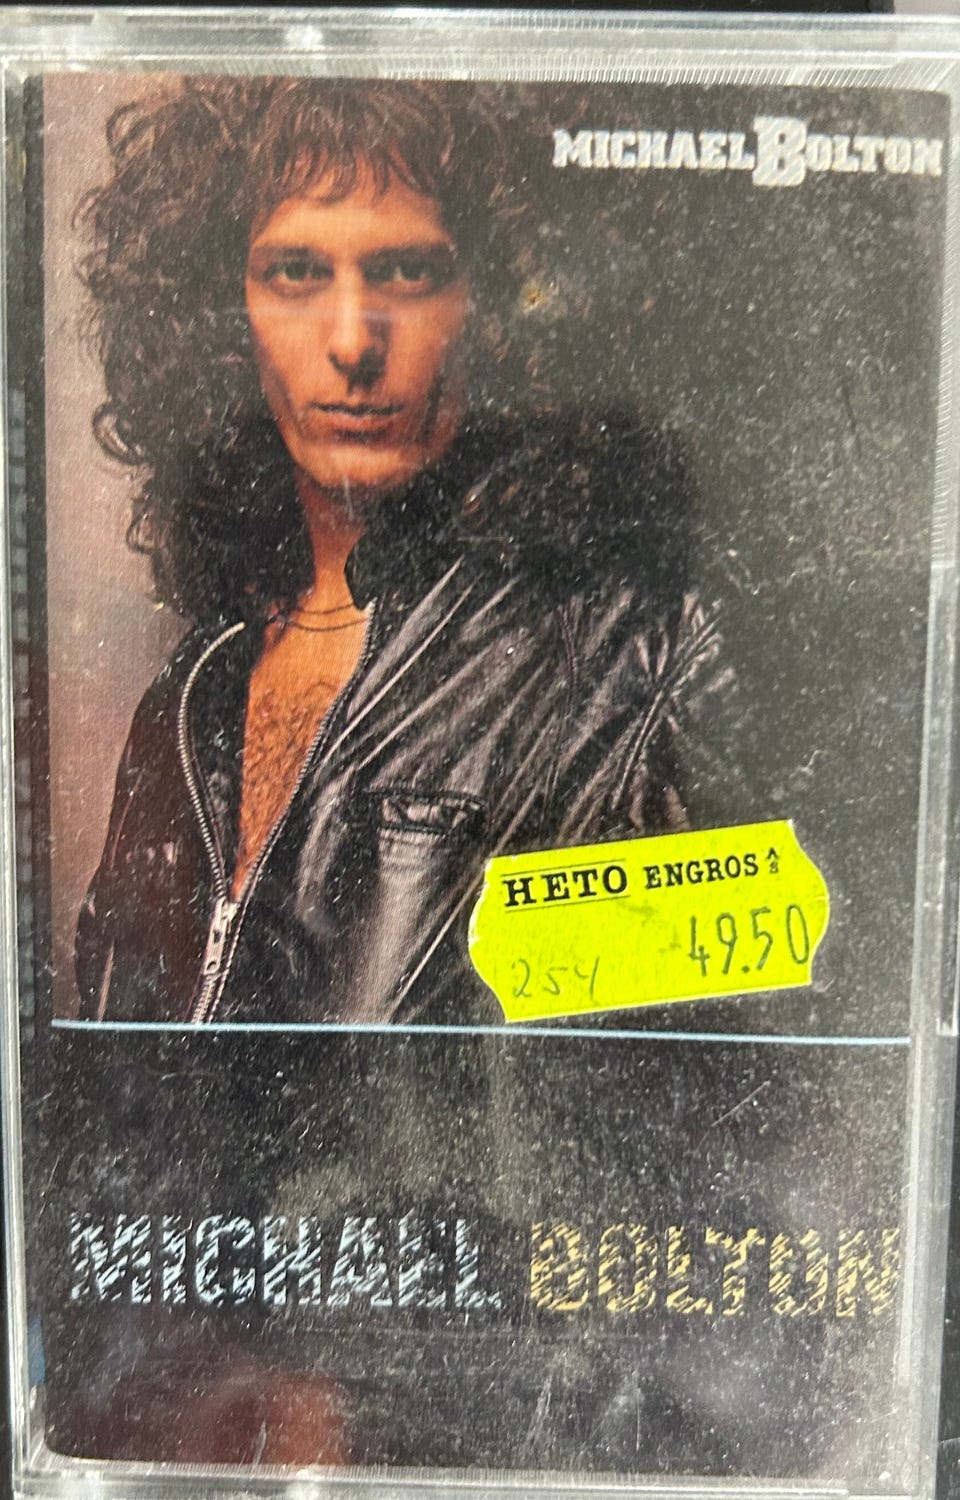 MICHAEL BOLTON
HETO ENGROS A/S
254 49.50
MICHAEL BOLTON